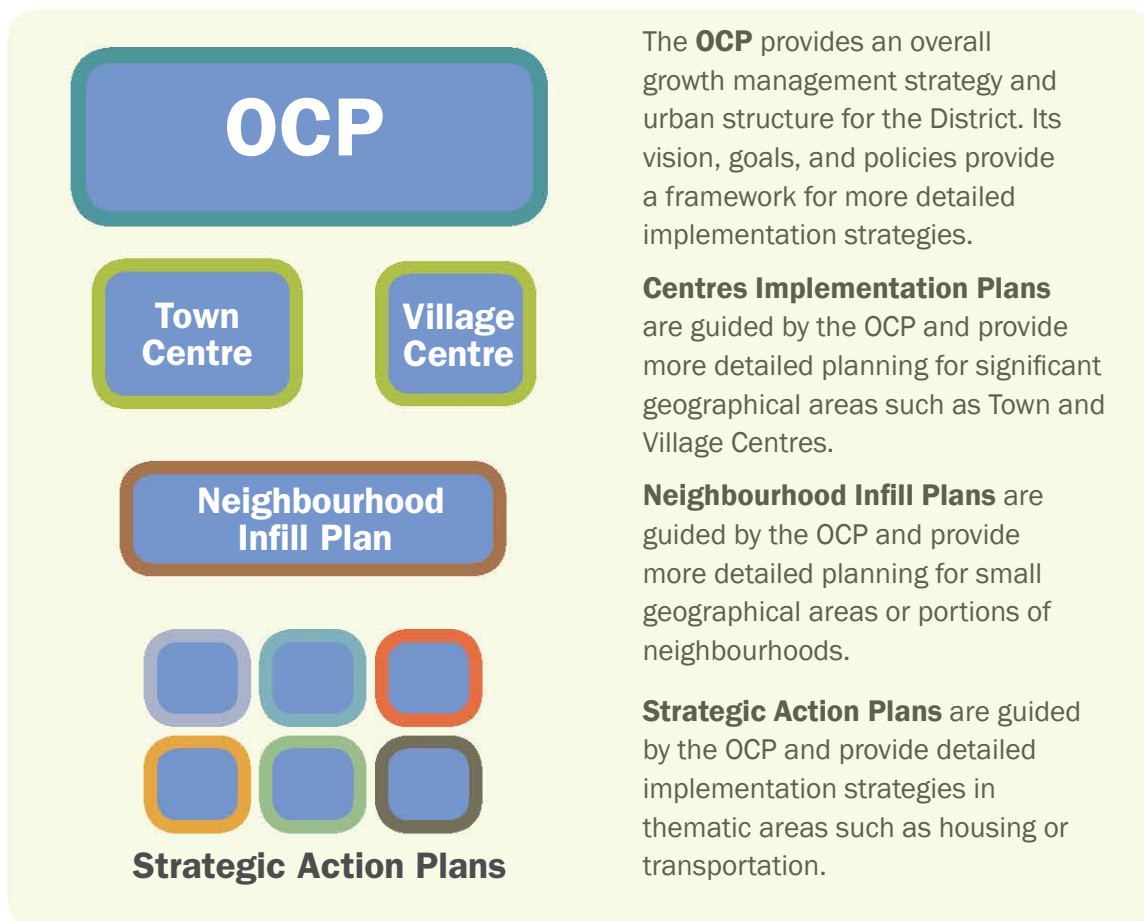 OCP
Town
Centre
Village
Centre
Neighbourhood
Infill Plan
Strategic Action Plans
The OCP provides an overall
growth management strategy and
urban structure for the District. Its
vision, goals, and policies provide
a framework for more detailed
implementation strategies.
Centres Implementation Plans
are guided by the OCP and provide
more detailed planning for significant
geographical areas such as Town and
Village Centres.
Neighbourhood Infill Plans are
guided by the OCP and provide
more detailed planning for small
geographical areas or portions of
neighbourhoods.
Strategic Action Plans are guided
by the OCP and provide detailed
implementation strategies in
thematic areas such as housing or
transportation.